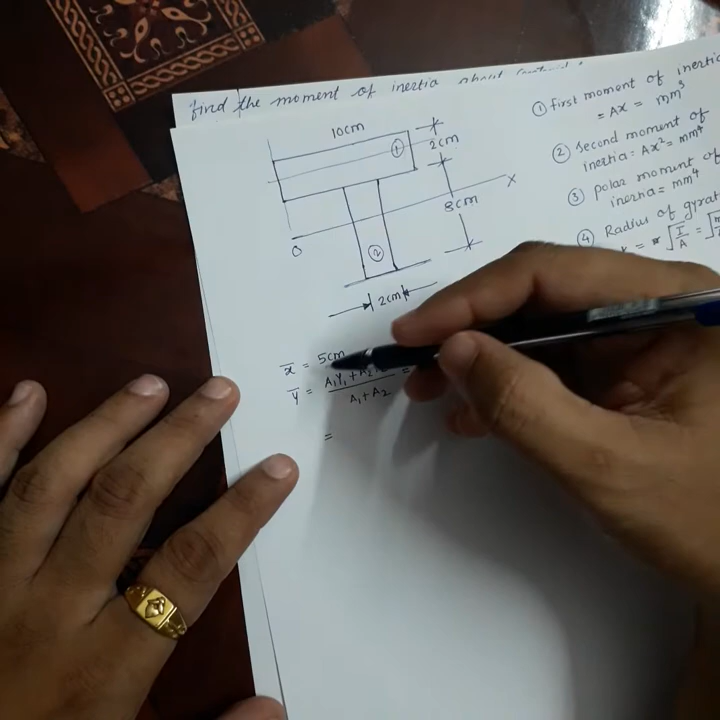 find the moment of inertia about
10cm
1
2cm
X
8cm
O
2
2cm
x̄ = 5cm
ȳ = A₁Y₁ + A₂
A₁ + A₂
=
=
① first moment of inertia
= AX = mm³
② second moment of
inertia = AX² = mm⁴
③ polar moment of
inerna = mm⁴
④ Radius of gyrat
K = √I/A = √